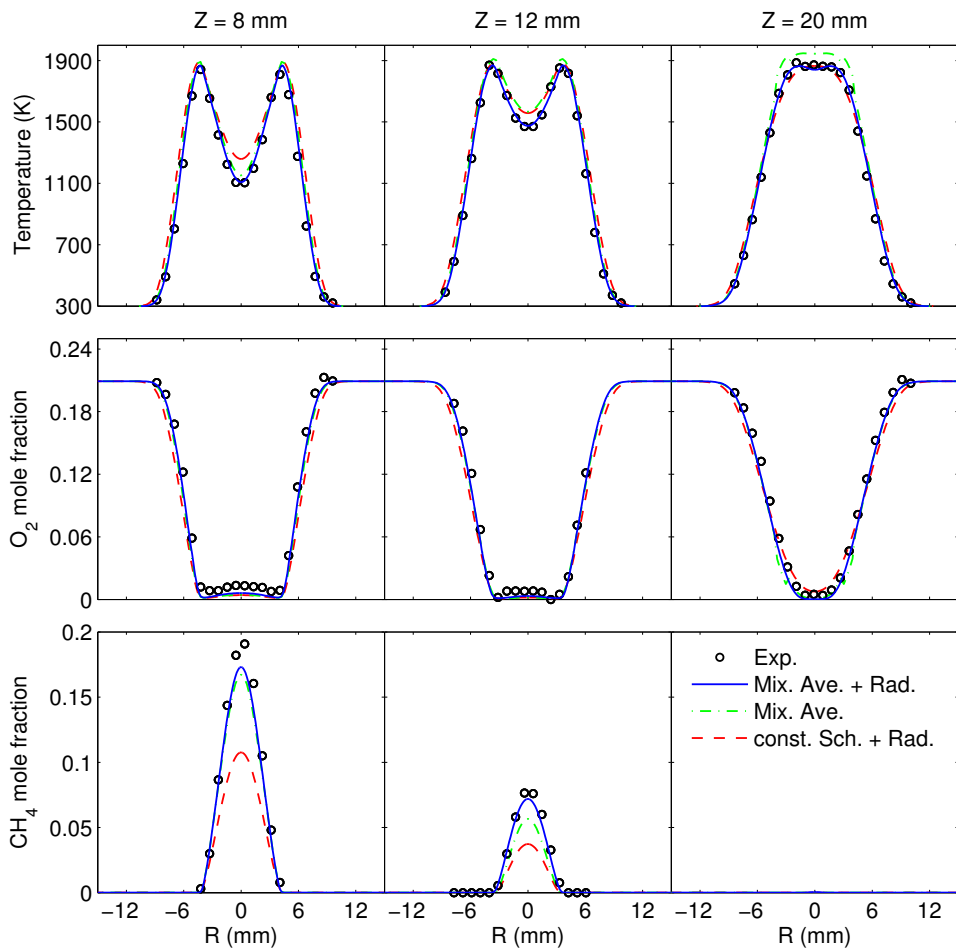 Z = 8 mm
Z = 12 mm
Z = 20 mm
Temperature (K)
1900
1500
1100
700
300
O2 mole fraction
0.24
0.18
0.12
0.06
0
CH4 mole fraction
0.2
0.15
0.1
0.05
0
Exp.
Mix. Ave. + Rad.
Mix. Ave.
const. Sch. + Rad.
−12 −6 0 6 12
−12 −6 0 6 12
−12 −6 0 6 12
R (mm)
R (mm)
R (mm)